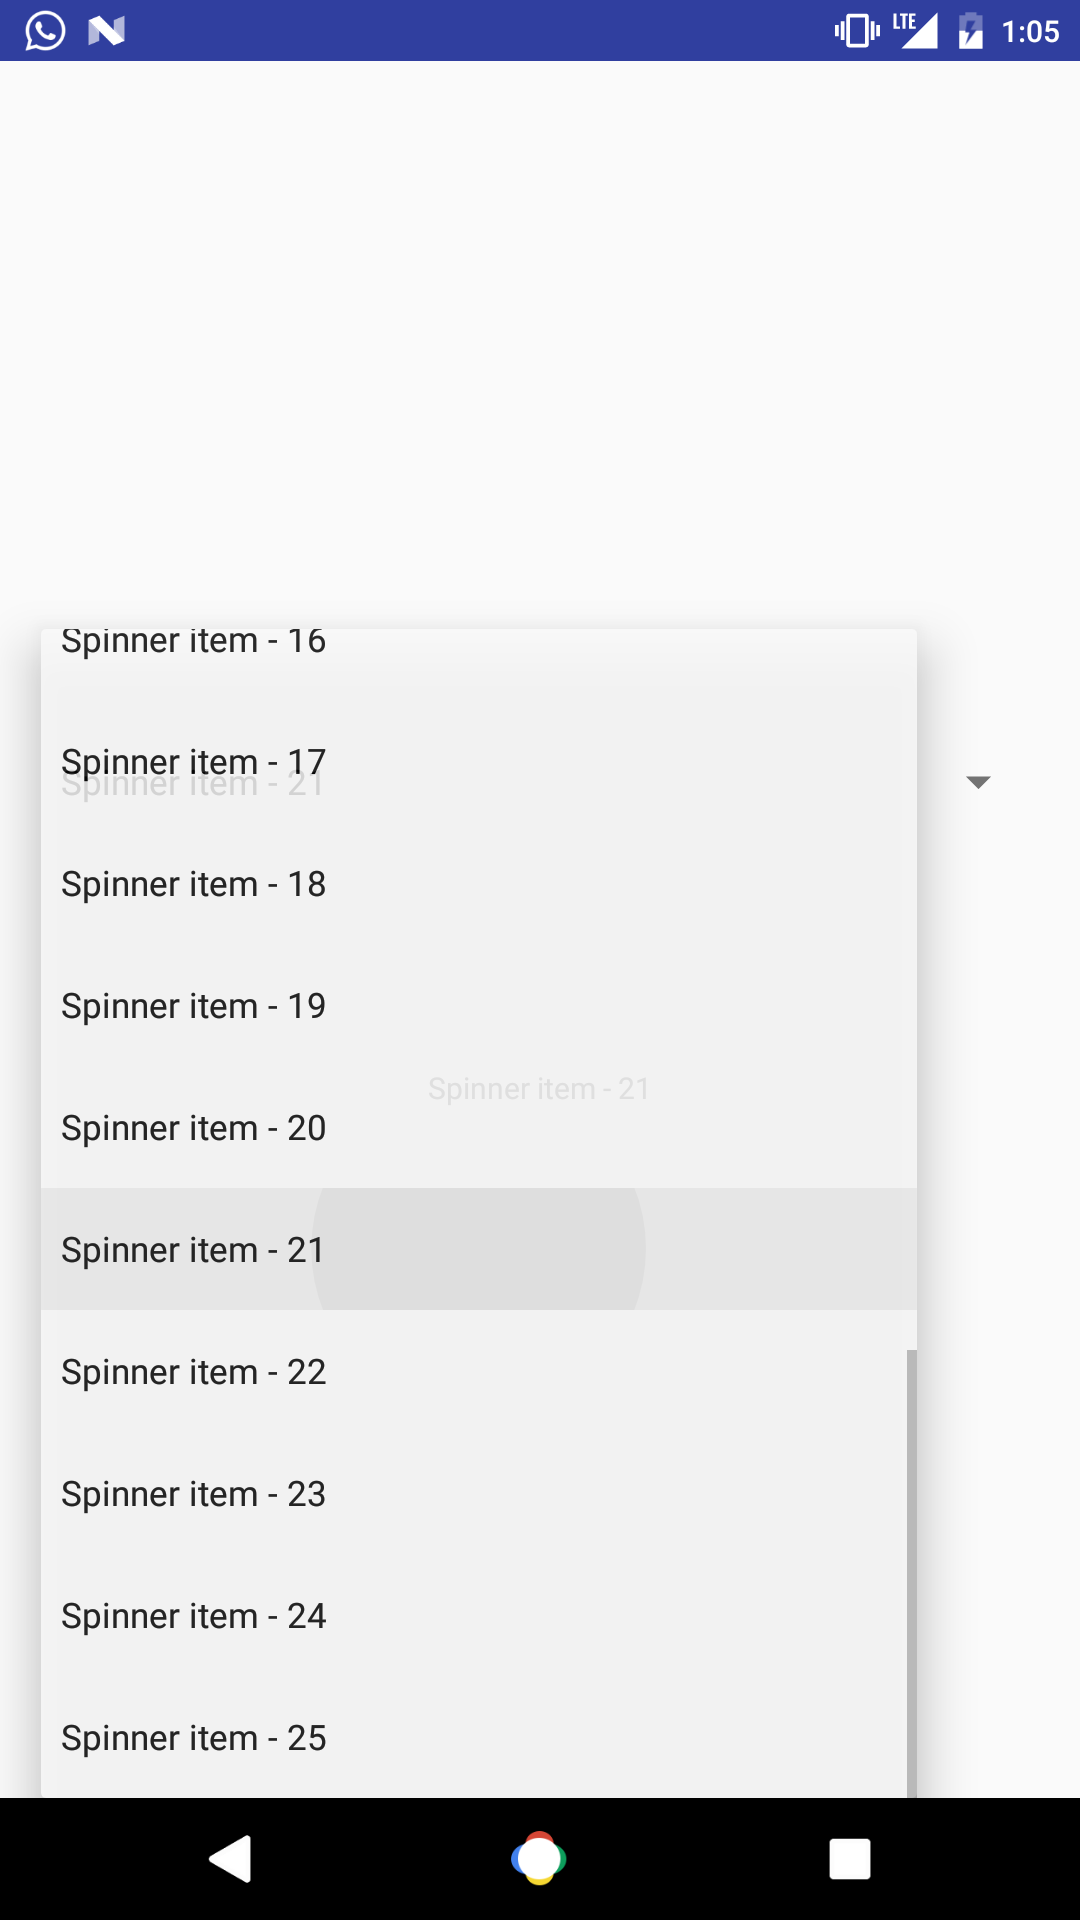 LTE 1:05
Spinner item - 16
Spinner item - 17
Spinner item - 21
Spinner item - 18
Spinner item - 19
Spinner item - 21
Spinner item - 20
Spinner item - 21
Spinner item - 22
Spinner item - 23
Spinner item - 24
Spinner item - 25